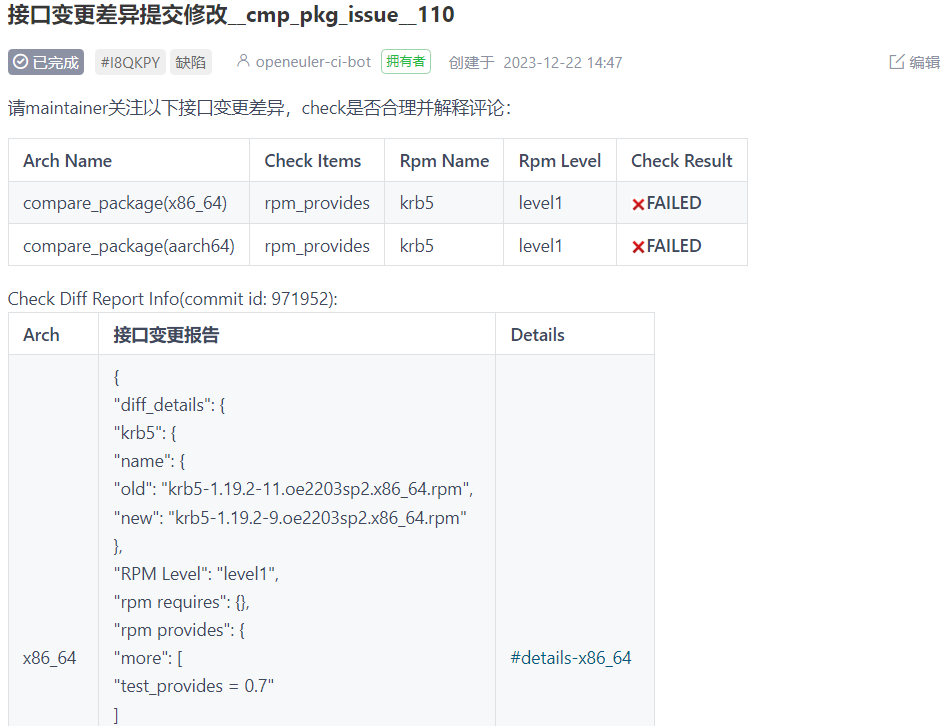 接口变更差异提交修改__cmp_pkg_issue__110
已完成 #I8QKPY 缺陷 openeuler-ci-bot 拥有者 创建于 2023-12-22 14:47 编辑
请maintainer关注以下接口变更差异，check是否合理并解释评论：
Arch Name Check Items Rpm Name Rpm Level Check Result
compare_package(x86_64) rpm_provides krb5 level1 ❌FAILED
compare_package(aarch64) rpm_provides krb5 level1 ❌FAILED
Check Diff Report Info(commit id: 971952):
Arch 接口变更报告 Details
{
"diff_details": {
"krb5": {
"name": {
"old": "krb5-1.19.2-11.oe2203sp2.x86_64.rpm",
"new": "krb5-1.19.2-9.oe2203sp2.x86_64.rpm"
},
"RPM Level": "level1",
"rpm requires": {},
"rpm provides": {
x86_64 "more": [ #details-x86_64
"test_provides = 0.7"
]